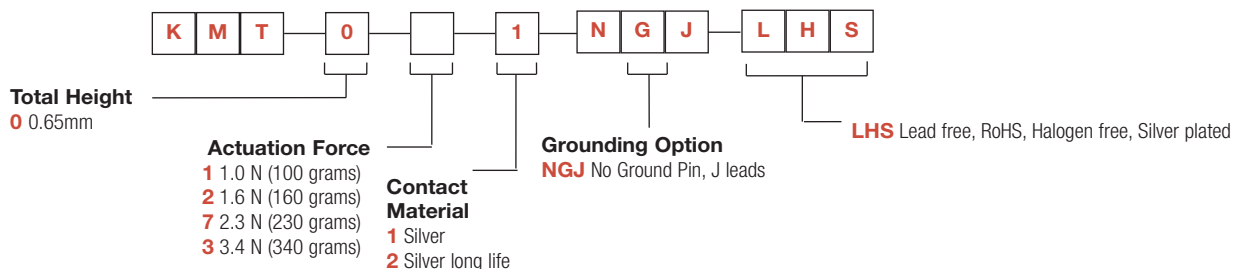 K M T 0 1 N G J L H S
Total Height
0 0.65mm
Actuation Force
1 1.0 N (100 grams)
2 1.6 N (160 grams)
7 2.3 N (230 grams)
3 3.4 N (340 grams)
Contact
Material
1 Silver
2 Silver long life
Grounding Option
NGJ No Ground Pin, J leads
LHS Lead free, RoHS, Halogen free, Silver plated